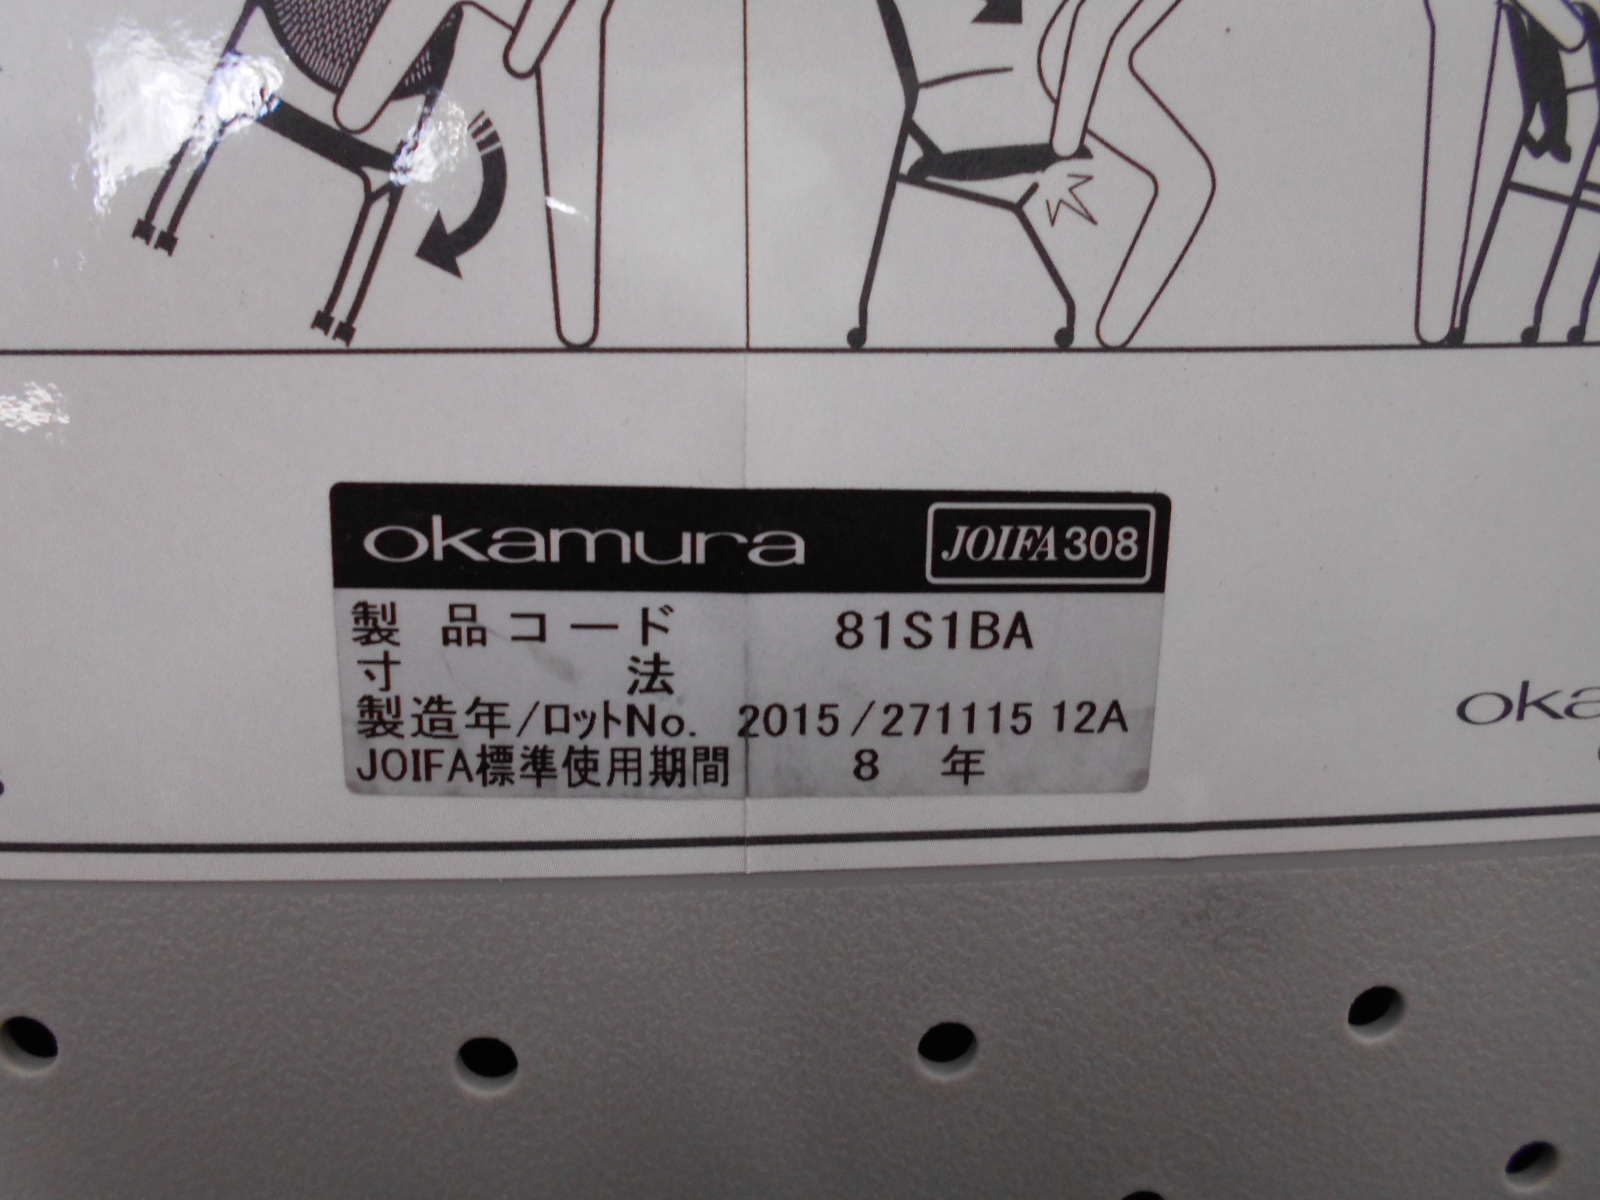 okamura JOIFA308
製品コード 81S1BA
寸法
製造年/ロットNo. 2015/271115 12A
JOIFA標準使用期間 8 年
oka